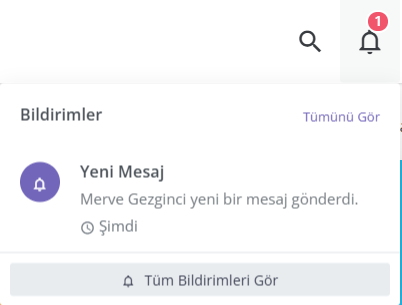 1
Bildirimler
Tümünü Gör
Yeni Mesaj
Merve Gezginci yeni bir mesaj gönderdi.
Şimdi
Tüm Bildirimleri Gör